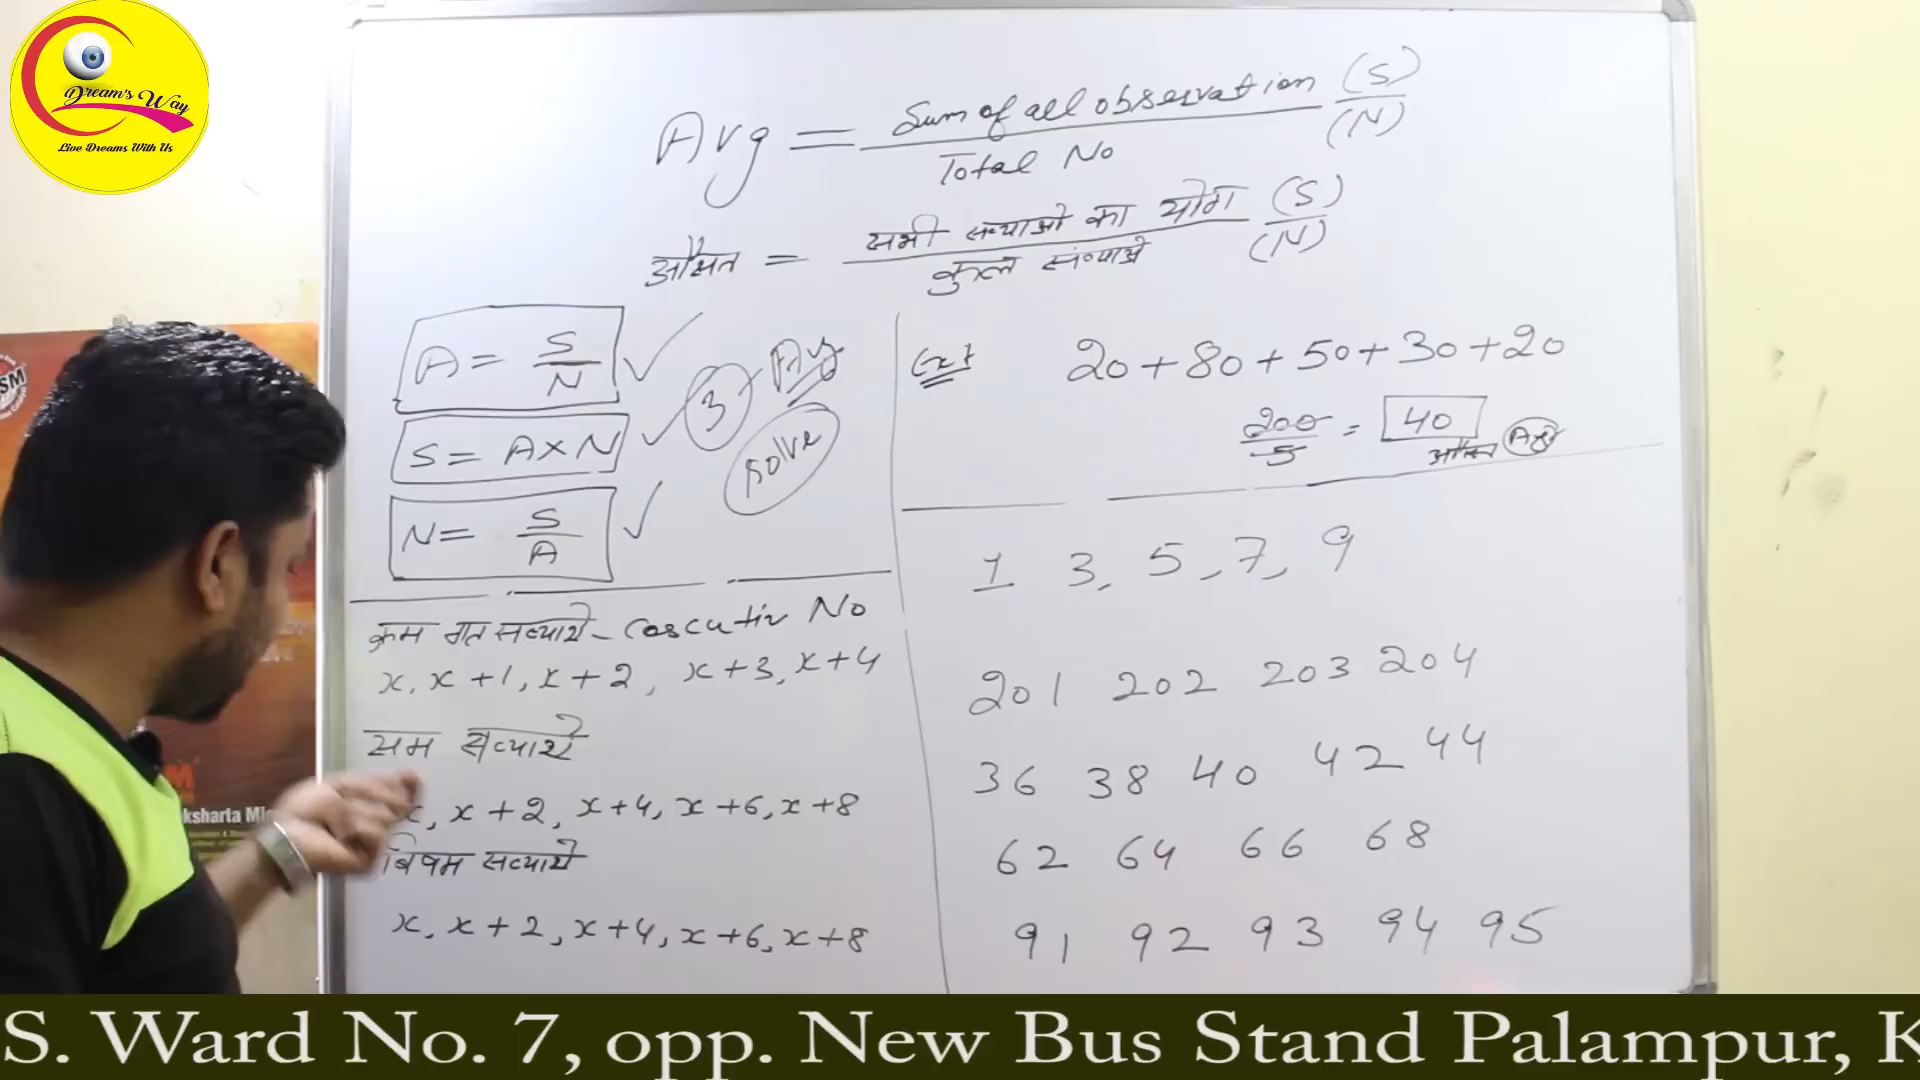 Dream's Way
Live Dreams With Us
Avg = Sum of all observation (S)
Total No (N)
औसत = सभी संख्याओ का योग (S)
कुल संख्याओ (N)
A = S/N
S = A×N
N = S/A
3 Avg
solve
Ex+ 20+80+50+30+20
200/5 = 40
औसत
क्रम गत संख्याये - Coscutiv No
x, x+1, x+2, x+3, x+4
सम संख्याये
x, x+2, x+4, x+6, x+8
विषम संख्याये
x, x+2, x+4, x+6, x+8
1 3, 5, 7, 9
201 202 203 204
36 38 40 42 44
62 64 66 68
91 92 93 94 95
S. Ward No. 7, opp. New Bus Stand Palampur, K